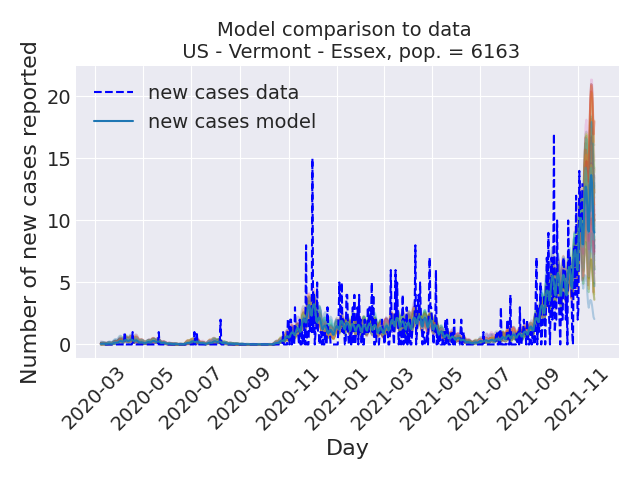 Model comparison to data
US - Vermont - Essex, pop. = 6163
Number of new cases reported
20
15
10
5
0
new cases data
new cases model
2020-03
2020-05
2020-07
2020-09
2020-11
2021-01
2021-03
2021-05
2021-07
2021-09
2021-11
Day